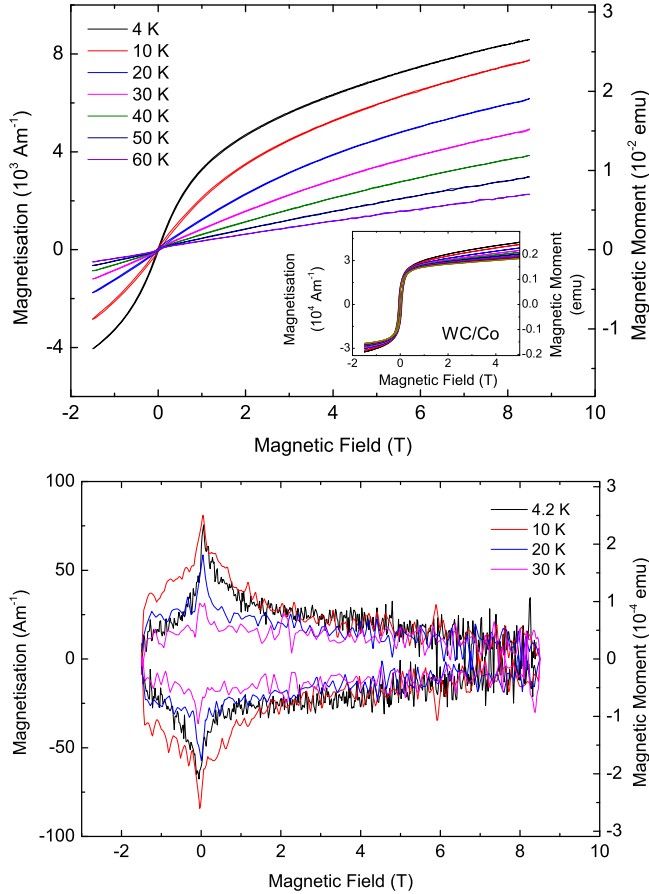 4 K
10 K
20 K
30 K
40 K
50 K
60 K
Magnetisation (10³ Am⁻¹)
8
4
0
-4
-2
0
2
4
6
8
10
Magnetic Field (T)
3
2
1
0
-1
Magnetic Moment (10⁻² emu)
Magnetisation
(10⁴ Am⁻¹)
3
0
-3
0
2
4
Magnetic Field (T)
0.2
0.1
0.0
-0.1
-0.2
Magnetic Moment
(emu)
WC/Co
4.2 K
10 K
20 K
30 K
Magnetisation (Am⁻¹)
100
50
0
-50
-100
-2
0
2
4
6
8
10
Magnetic Field (T)
3
2
1
0
-1
-2
-3
Magnetic Moment (10⁻⁴ emu)